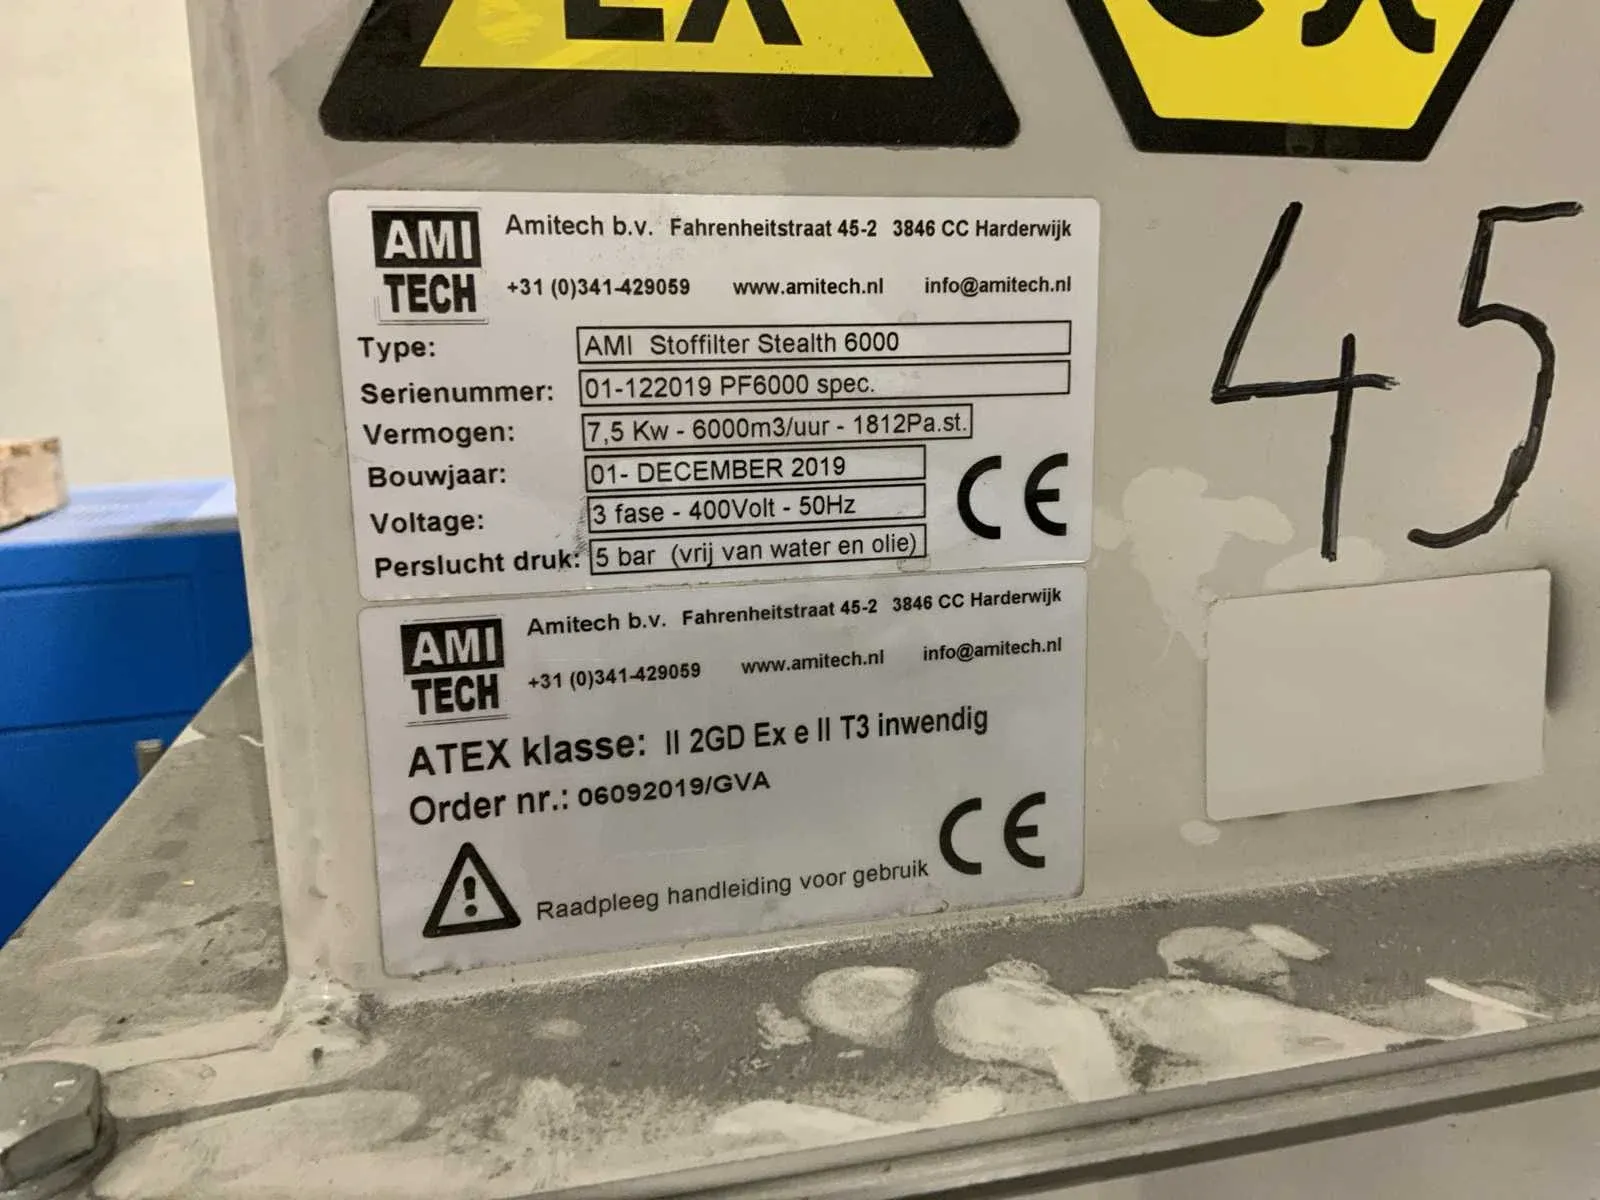 EX
εx
AMI
TECH
Amitech b.v. Fahrenheitstraat 45-2 3846 CC Harderwijk
+31 (0)341-429059 www.amitech.nl info@amitech.nl
Type: AMI Stoffilter Stealth 6000
Serienummer: 01-122019 PF6000 spec.
Vermogen: 7,5 Kw - 6000m3/uur - 1812Pa.st.
Bouwjaar: 01- DECEMBER 2019
Voltage: 3 fase - 400Volt - 50Hz
Perslucht druk: 5 bar (vrij van water en olie)
CE
45
AMI
TECH
Amitech b.v. Fahrenheitstraat 45-2 3846 CC Harderwijk
+31 (0)341-429059 www.amitech.nl info@amitech.nl
ATEX klasse: II 2GD Ex e II T3 inwendig
Order nr.: 06092019/GVA
Raadpleeg handleiding voor gebruik
CE